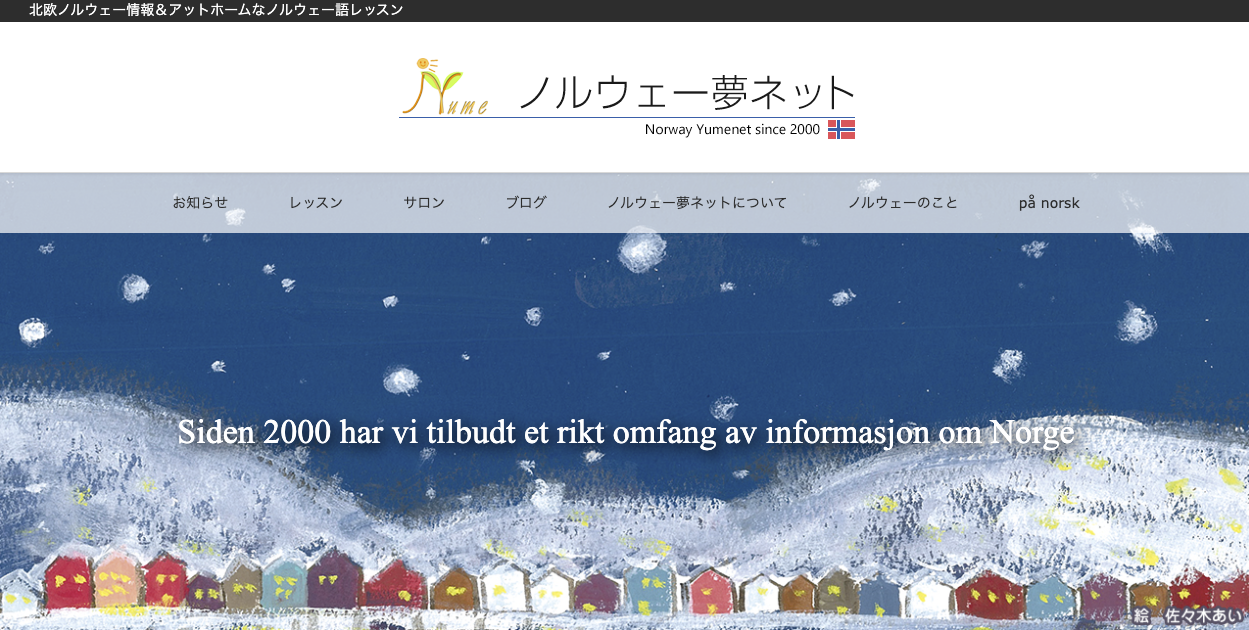 北欧ノルウェー情報＆アットホームなノルウェー語レッスン
Yume
ノルウェー夢ネット
Norway Yumenet since 2000
お知らせ レッスン サロン ブログ ノルウェー夢ネットについて ノルウェーのこと på norsk
Siden 2000 har vi tilbudt et rikt omfang av informasjon om Norge
絵 佐々木あい